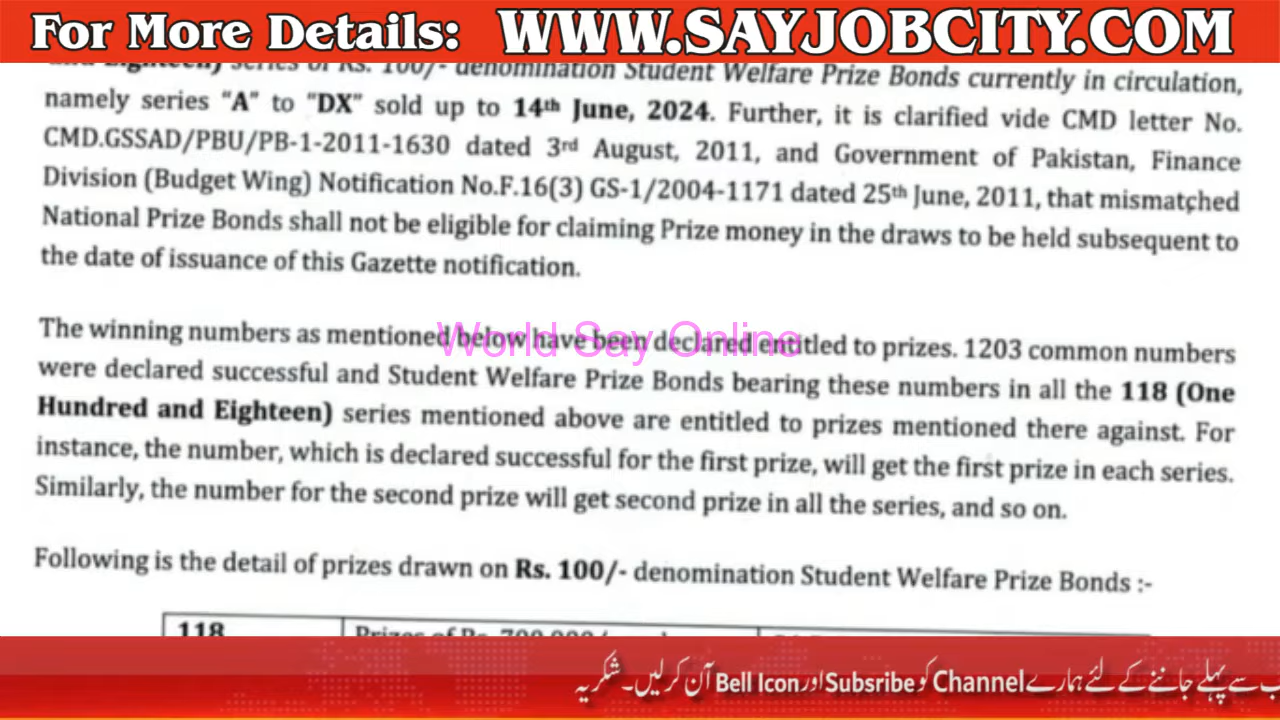 For More Details: WWW.SAYJOBCITY.COM
and Eighteen) series of Rs. 100/- denomination Student Welfare Prize Bonds currently in circulation,
namely series "A" to "DX" sold up to 14th June, 2024. Further, it is clarified vide CMD letter No.
CMD.GSSAD/PBU/PB-1-2011-1630 dated 3rd August, 2011, and Government of Pakistan, Finance
Division (Budget Wing) Notification No.F.16(3) GS-1/2004-1171 dated 25th June, 2011, that mismatched
National Prize Bonds shall not be eligible for claiming Prize money in the draws to be held subsequent to
the date of issuance of this Gazette notification.
The winning numbers as mentioned below have been declared entitled to prizes. 1203 common numbers
World Say Online
were declared successful and Student Welfare Prize Bonds bearing these numbers in all the 118 (One
Hundred and Eighteen) series mentioned above are entitled to prizes mentioned there against. For
instance, the number, which is declared successful for the first prize, will get the first prize in each series.
Similarly, the number for the second prize will get second prize in all the series, and so on.
Following is the detail of prizes drawn on Rs. 100/- denomination Student Welfare Prize Bonds :-
118 Prizes of Rs. 700,000/-
سے پہلے جاننے کے لئے ہمارے Channel کو Subsribe اور Bell Icon آن کر لیں۔ شکریہ